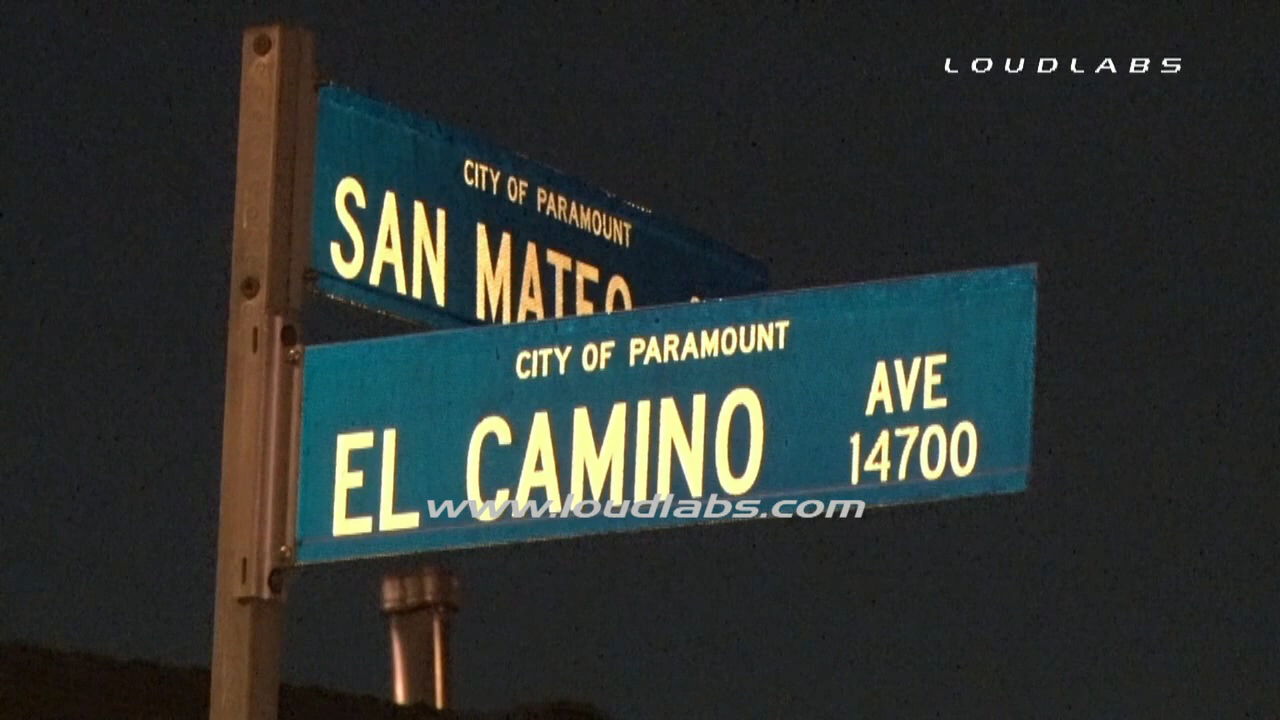 LOUDLABS
CITY OF PARAMOUNT
SAN MATEO
CITY OF PARAMOUNT
EL CAMINO AVE
14700
www.loudlabs.com